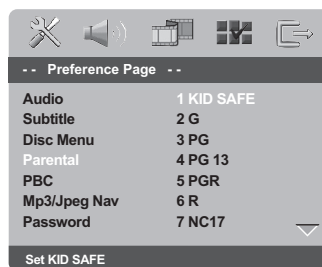 - - Preference Page - -
Audio 1 KID SAFE
Subtitle 2 G
Disc Menu 3 PG
Parental 4 PG 13
PBC 5 PGR
Mp3/Jpeg Nav 6 R
Password 7 NC17
Set KID SAFE